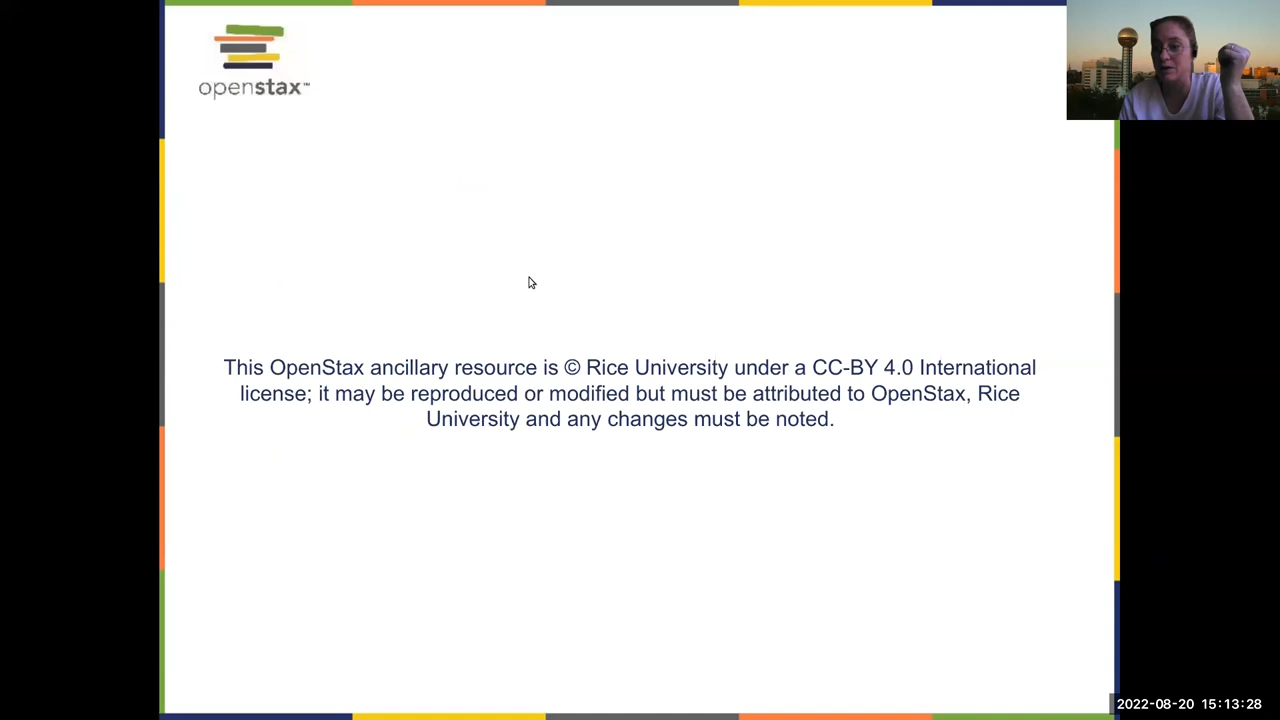 openstax™
This OpenStax ancillary resource is © Rice University under a CC-BY 4.0 International
license; it may be reproduced or modified but must be attributed to OpenStax, Rice
University and any changes must be noted.
2022-08-20 15:13:28